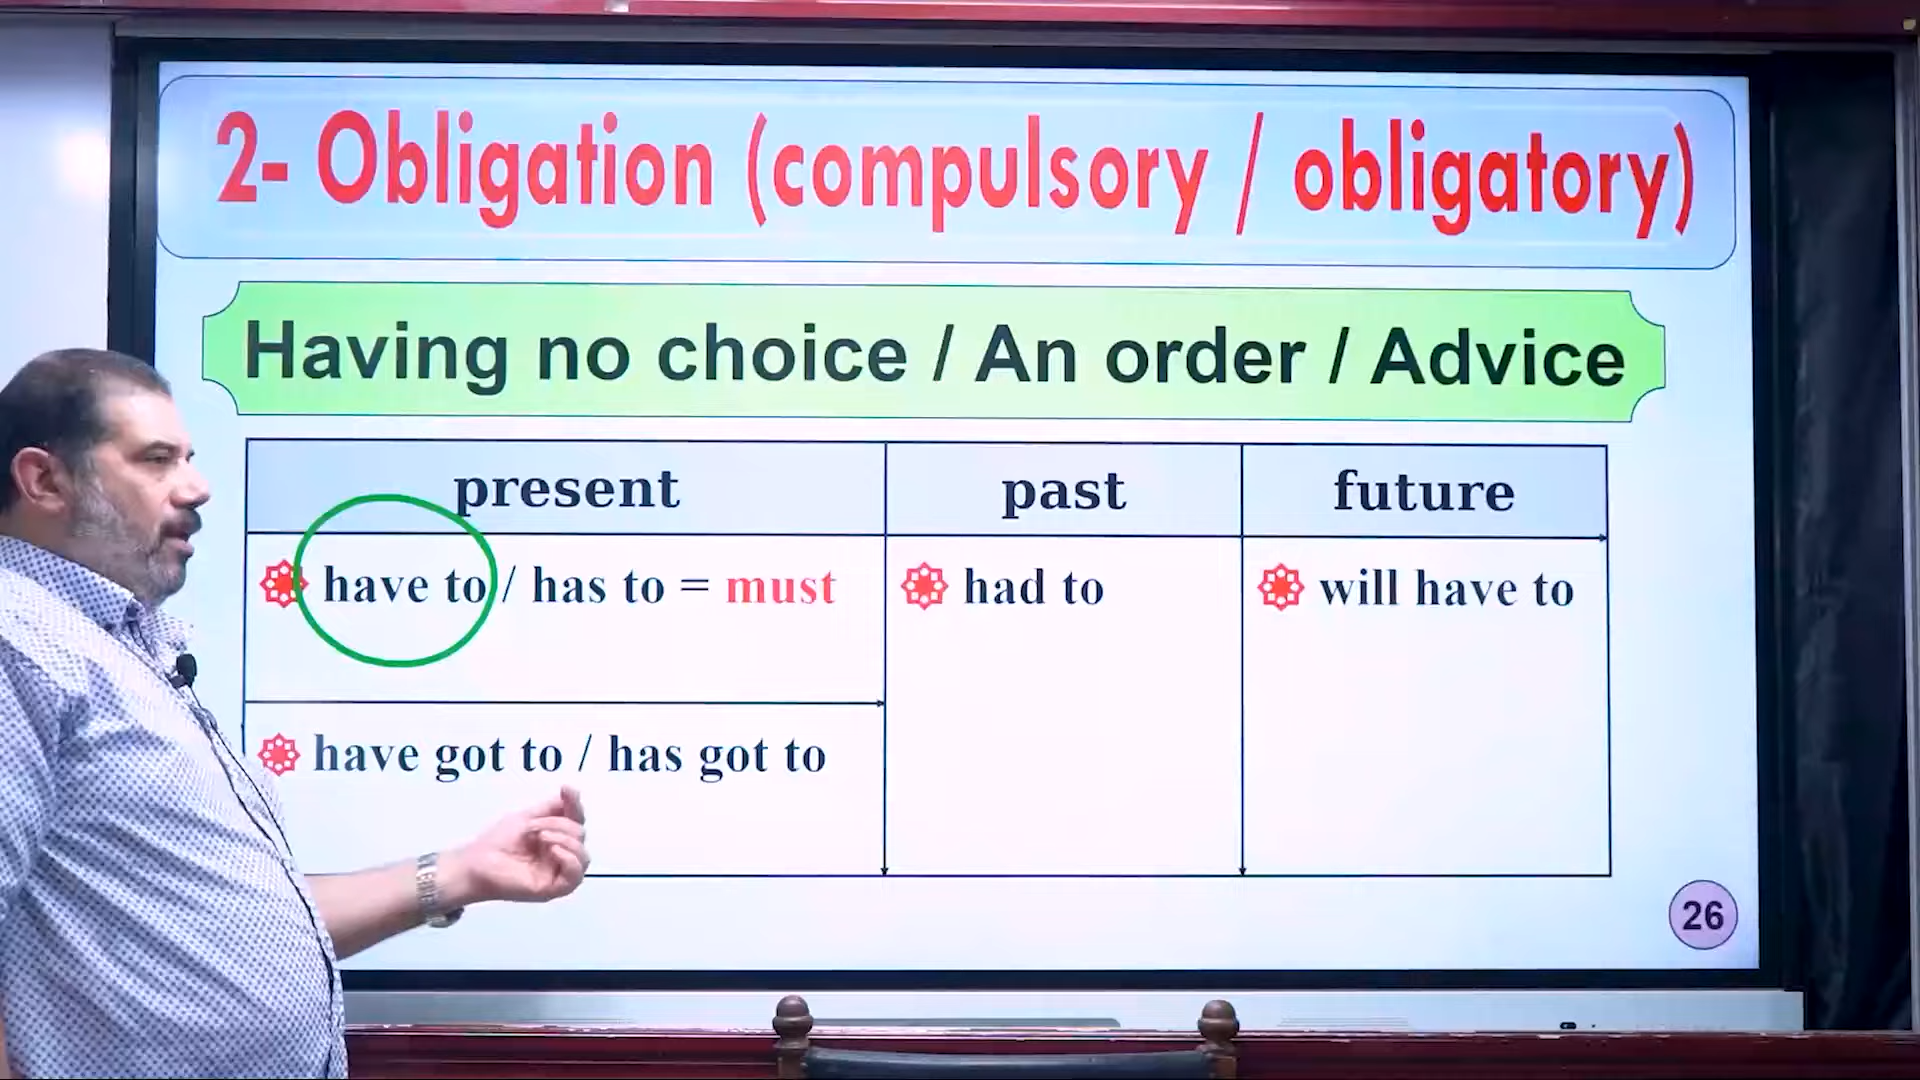 2- Obligation (compulsory / obligatory)
Having no choice / An order / Advice
present past future
have to / has to = must had to will have to
have got to / has got to
26